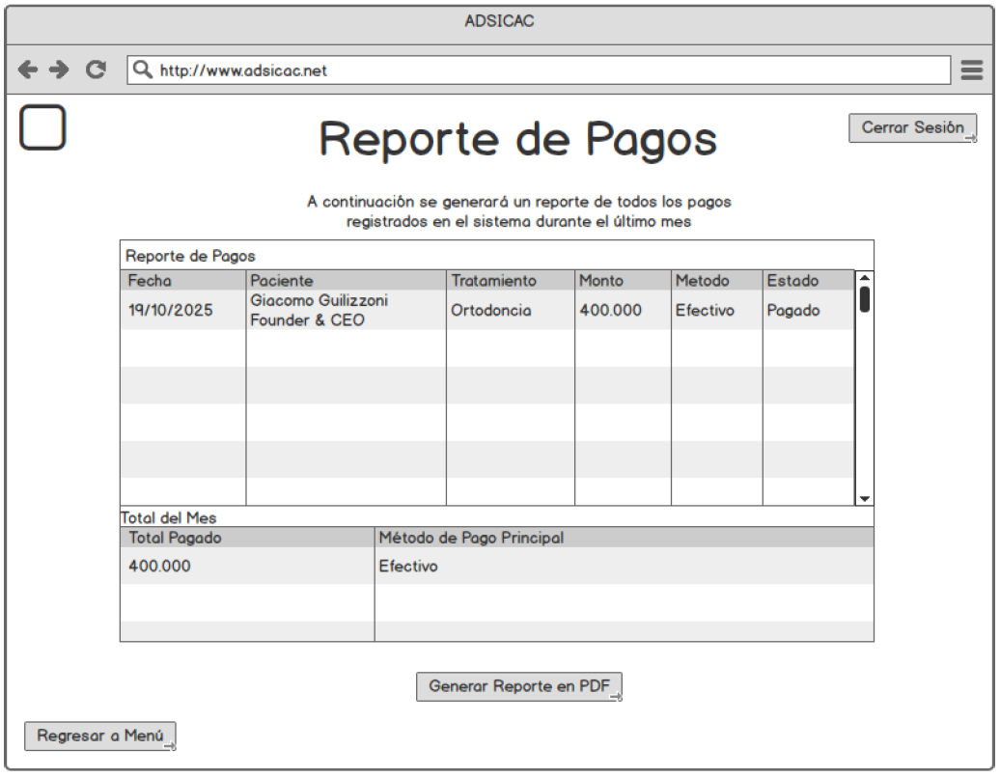 ADSICAC
http://www.adsicac.net
Cerrar Sesión
Reporte de Pagos
A continuación se generará un reporte de todos los pagos
registrados en el sistema durante el último mes
Reporte de Pagos
Fecha Paciente Tratamiento Monto Metodo Estado
19/10/2025 Giacomo Guilizzoni Ortodoncia 400.000 Efectivo Pagado
Founder & CEO
Total del Mes
Total Pagado Método de Pago Principal
400.000 Efectivo
Generar Reporte en PDF
Regresar a Menú